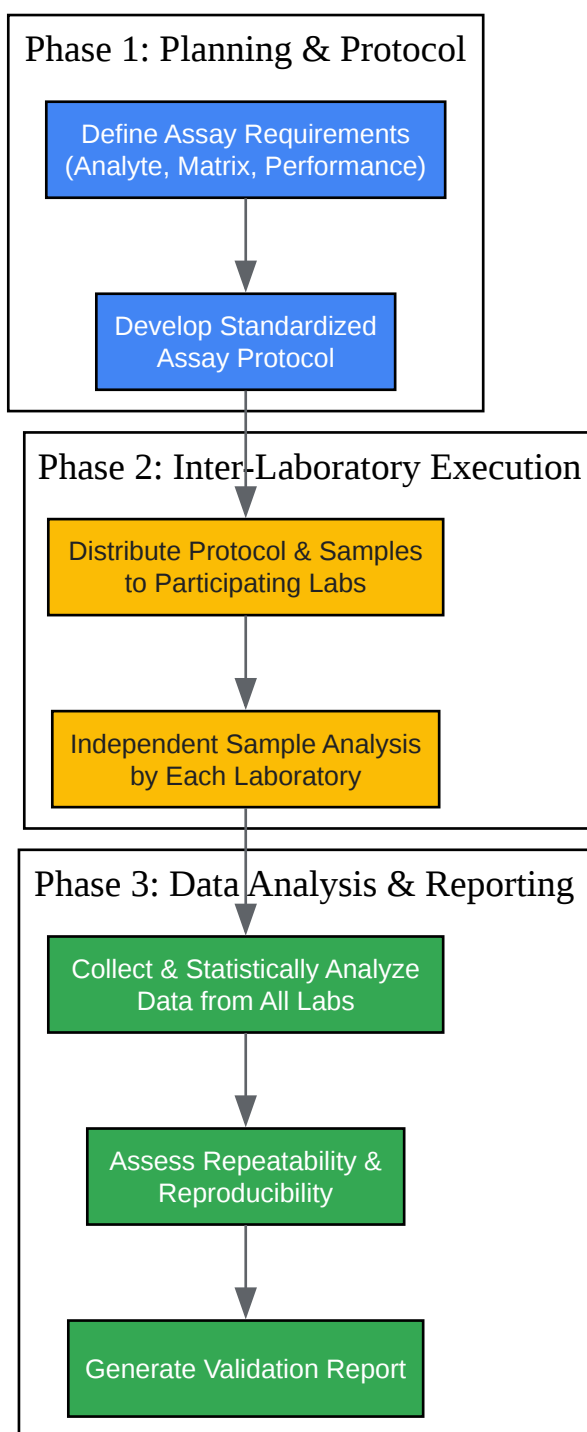 Phase 1: Planning & Protocol
Define Assay Requirements
(Analyte, Matrix, Performance)
Develop Standardized
Assay Protocol
Phase 2: Inter-Laboratory Execution
Distribute Protocol & Samples
to Participating Labs
Independent Sample Analysis
by Each Laboratory
Phase 3: Data Analysis & Reporting
Collect & Statistically Analyze
Data from All Labs
Assess Repeatability &
Reproducibility
Generate Validation Report